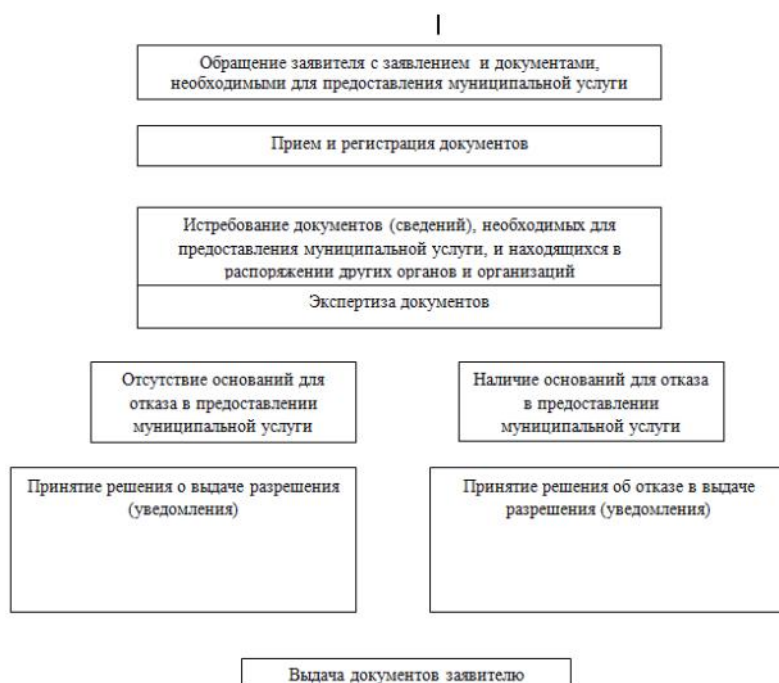 Обращение заявителя с заявлением и документами,
необходимыми для предоставления муниципальной услуги
Прием и регистрация документов
Истребование документов (сведений), необходимых для
предоставления муниципальной услуги, и находящихся в
распоряжении других органов и организаций
Экспертиза документов
Отсутствие оснований для
отказа в предоставлении
муниципальной услуги
Наличие оснований для отказа
в предоставлении
муниципальной услуги
Принятие решения о выдаче разрешения
(уведомления)
Принятие решения об отказе в выдаче
разрешения (уведомления)
Выдача документов заявителю